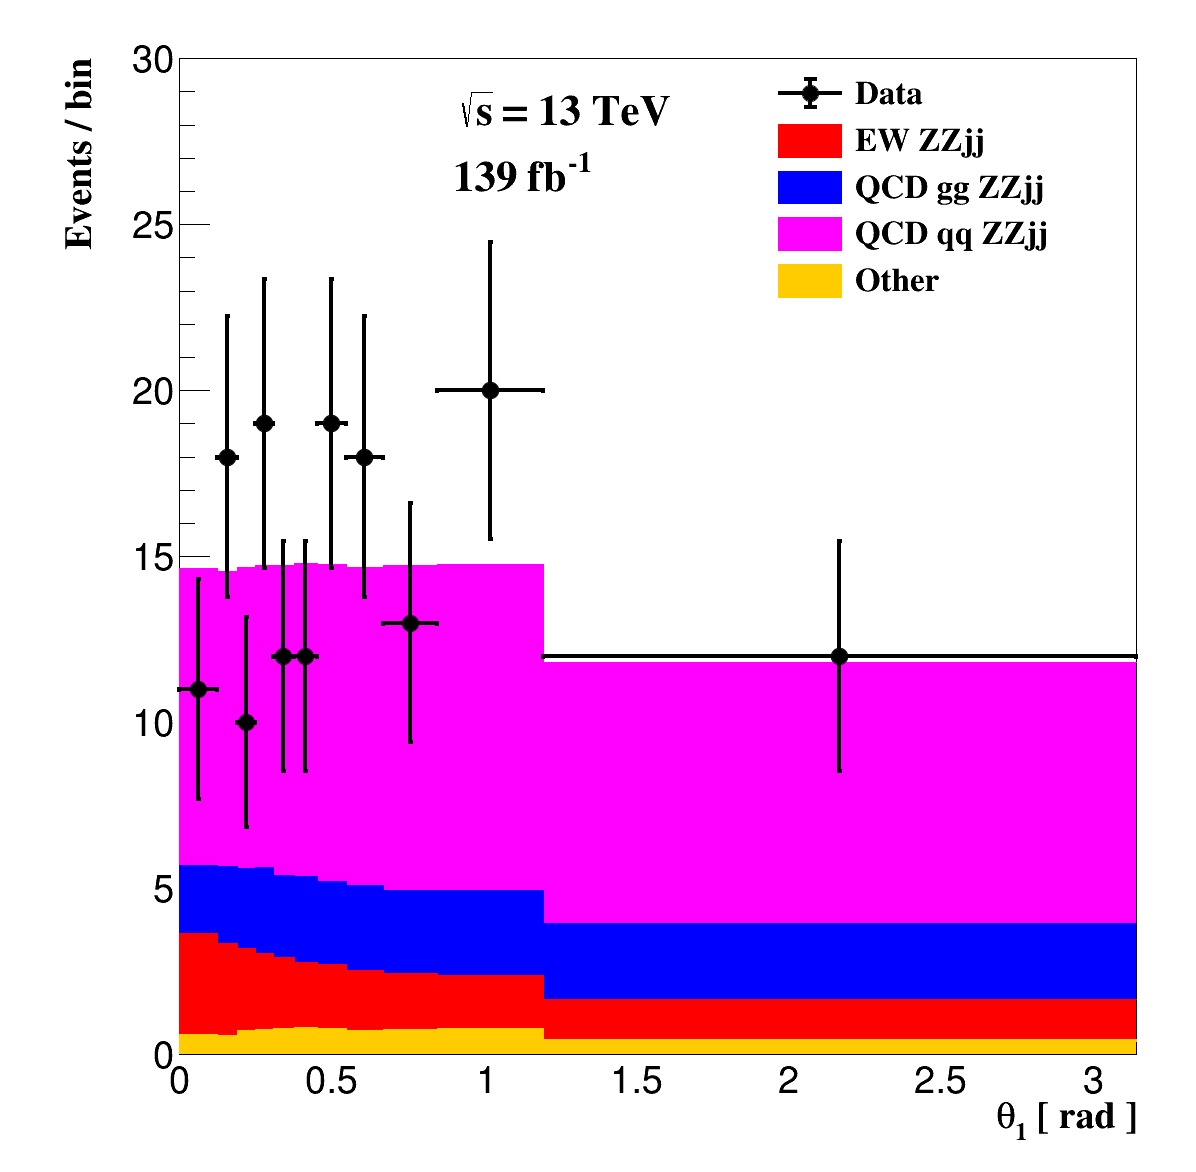 Events / bin
30
25
20
15
10
5
0
√s = 13 TeV
139 fb⁻¹
Data
EW ZZjj
QCD gg ZZjj
QCD qq ZZjj
Other
0 0.5 1 1.5 2 2.5 3
θ₁ [ rad ]